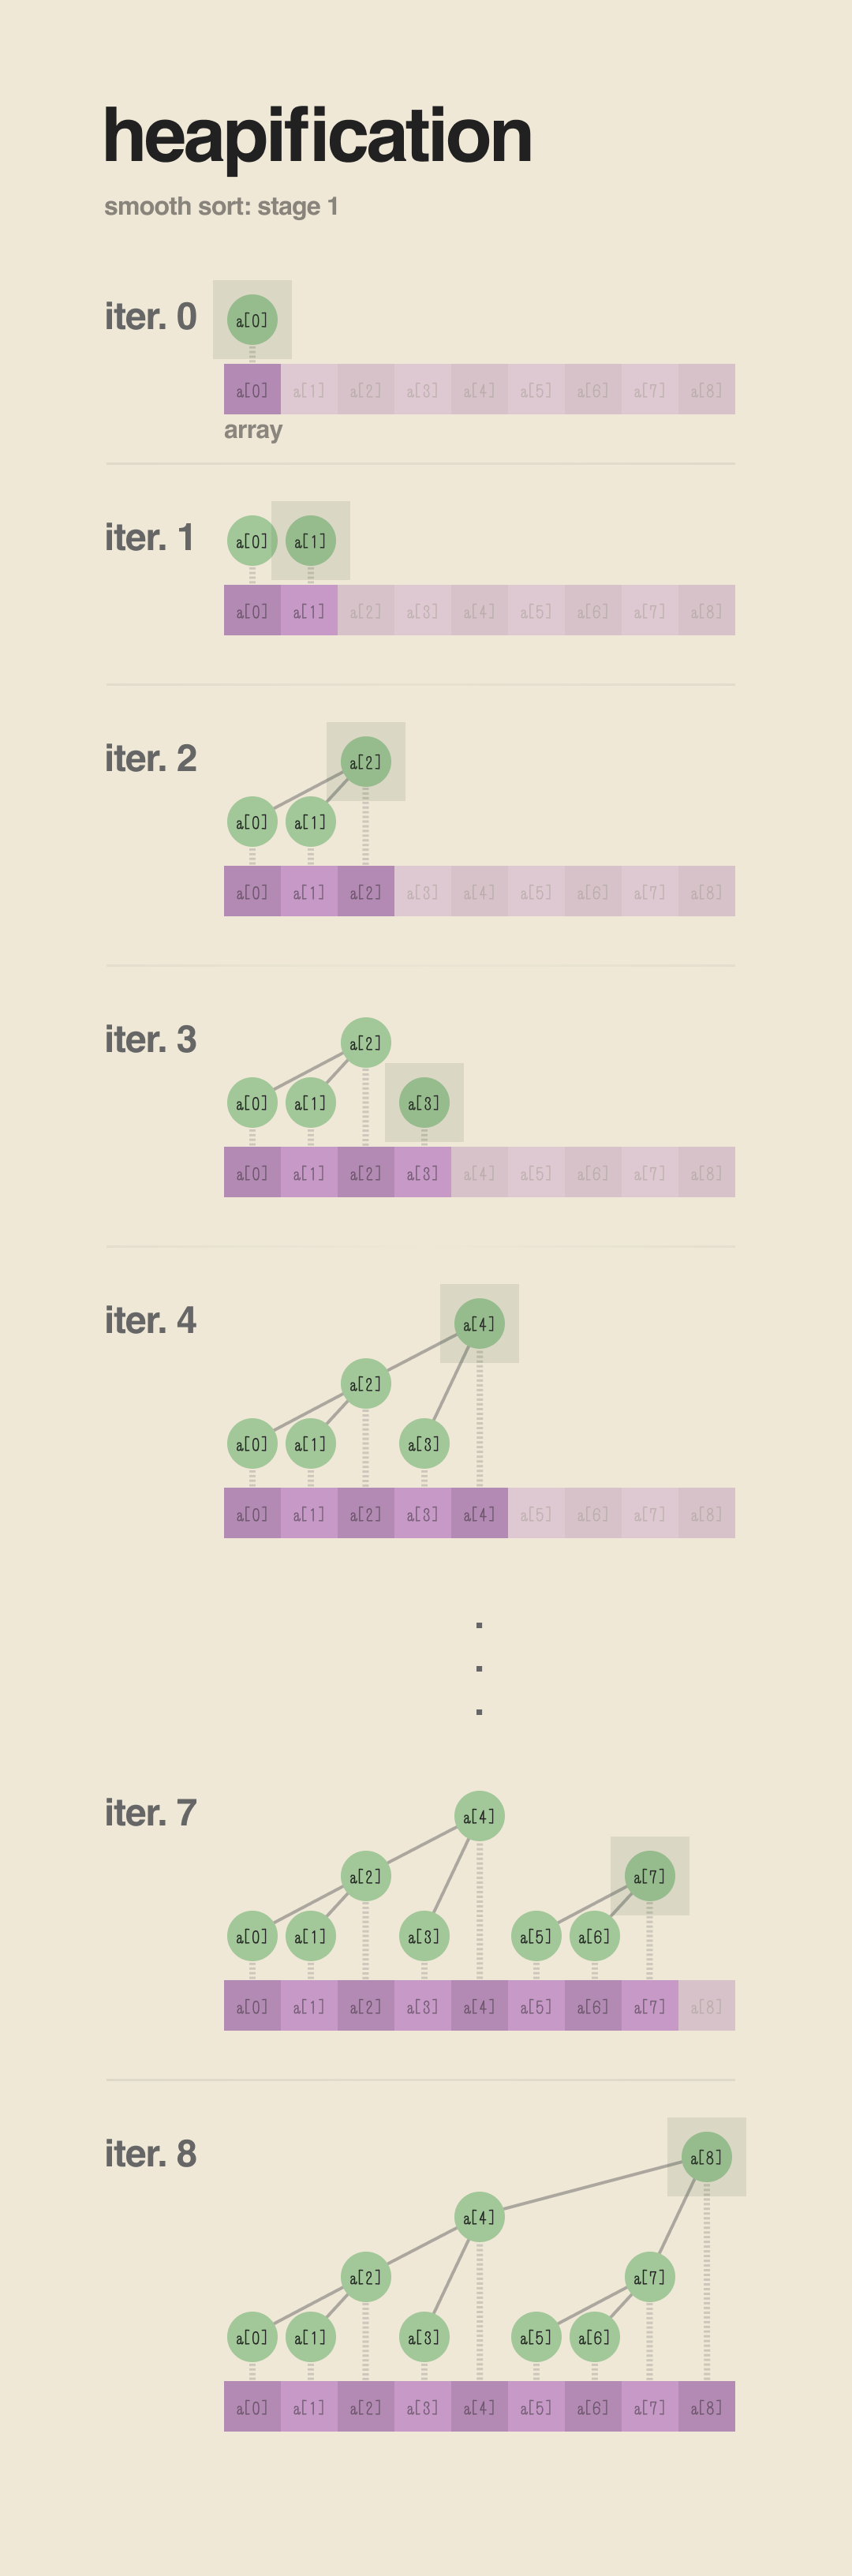 heapification
smooth sort: stage 1
iter. 0
a[0]
a[0] a[1] a[2] a[3] a[4] a[5] a[6] a[7] a[8]
array
iter. 1
a[0] a[1]
a[0] a[1] a[2] a[3] a[4] a[5] a[6] a[7] a[8]
iter. 2
a[2]
a[0] a[1]
a[0] a[1] a[2] a[3] a[4] a[5] a[6] a[7] a[8]
iter. 3
a[2]
a[0] a[1] a[3]
a[0] a[1] a[2] a[3] a[4] a[5] a[6] a[7] a[8]
iter. 4
a[4]
a[2]
a[0] a[1] a[3]
a[0] a[1] a[2] a[3] a[4] a[5] a[6] a[7] a[8]
.
.
.
iter. 7
a[4]
a[2] a[7]
a[0] a[1] a[3] a[5] a[6]
a[0] a[1] a[2] a[3] a[4] a[5] a[6] a[7] a[8]
iter. 8
a[8]
a[4]
a[2] a[7]
a[0] a[1] a[3] a[5] a[6]
a[0] a[1] a[2] a[3] a[4] a[5] a[6] a[7] a[8]